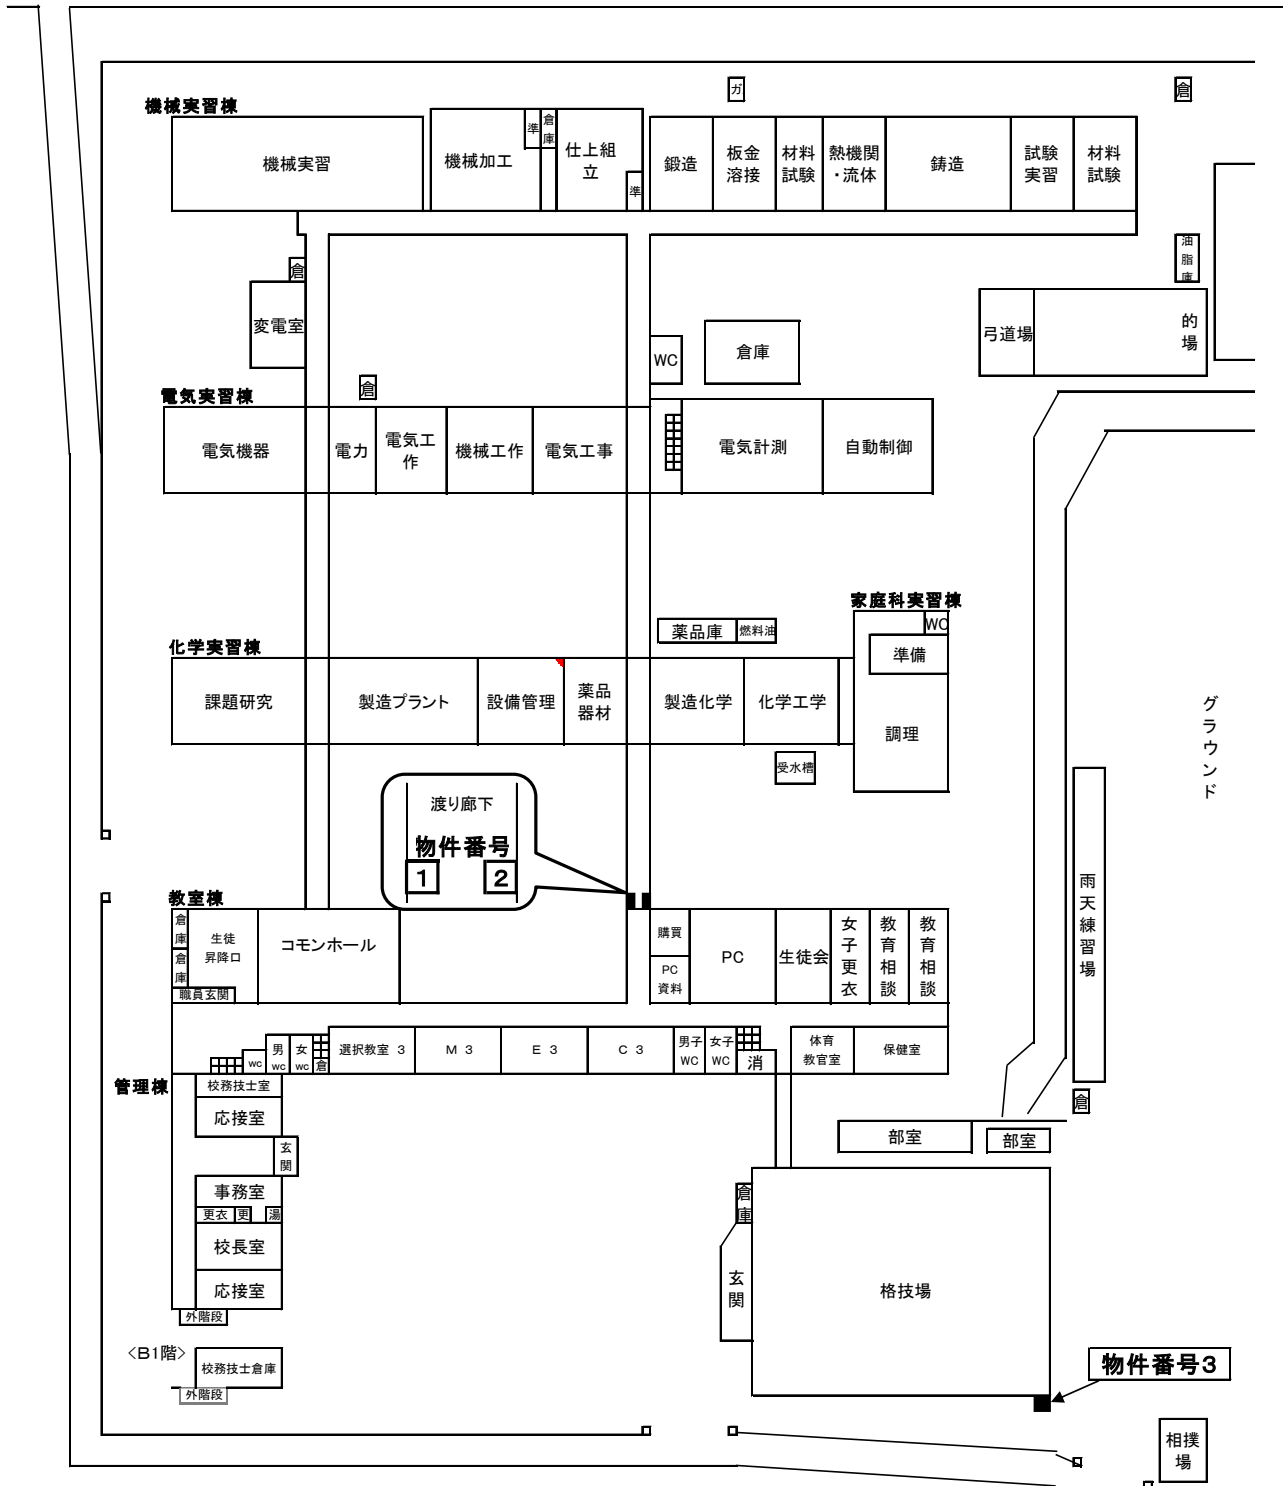 ガ
倉
機械実習棟
機械実習
機械加工
準
倉
庫
仕上組
立
準
鍛造
板金
溶接
材料
試験
熱機関
・流体
鋳造
試験
実習
材料
試験
油
脂
庫
倉
変電室
WC
倉庫
弓道場
的
場
倉
電気実習棟
電気機器
電力
電気工
作
機械工作
電気工事
電気計測
自動制御
家庭科実習棟
WC
準備
調理
薬品庫
燃料油
化学実習棟
課題研究
製造プラント
設備管理
薬品
器材
製造化学
化学工学
受水槽
グラウンド
渡り廊下
物件番号
1
2
雨天練習場
倉
教室棟
倉
庫
倉
庫
生徒
昇降口
職員玄関
コモンホール
購買
PC
資料
PC
生徒会
女子更衣
教育相談
教育相談
wc
男
wc
女
wc
倉
選択教室 3
M 3
E 3
C 3
男子
WC
女子
WC
消
体育
教官室
保健室
管理棟
校務技士室
応接室
玄
関
事務室
更衣
更
湯
校長室
応接室
外階段
<B1階>
校務技士倉庫
外階段
部室
部室
倉
庫
玄
関
格技場
物件番号3
相撲
場